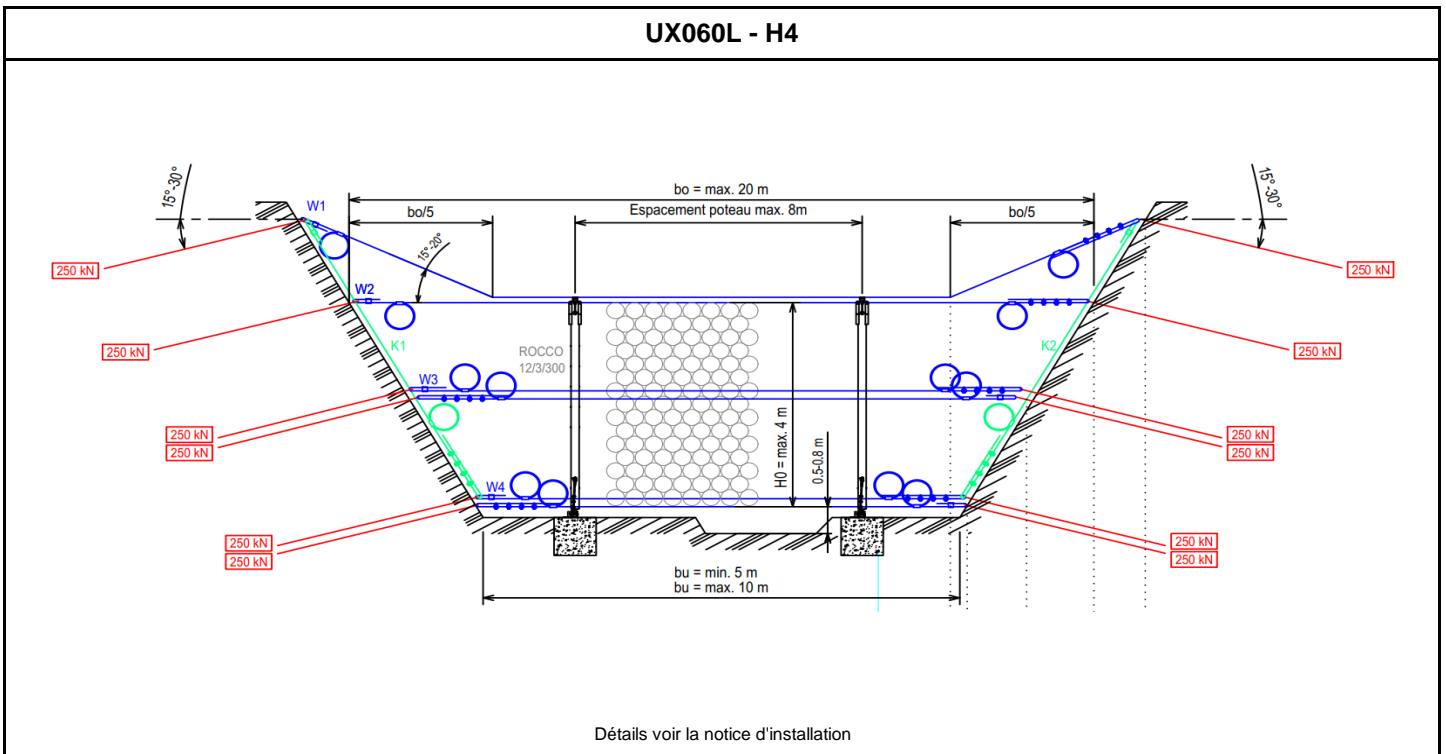 UX060L - H4
bo = max. 20 m
Espacement poteau max. 8m
bo/5
bo/5
15°-30°
15°-30°
15°-20°
W1
250 kN
250 kN
W2
250 kN
250 kN
K1
K2
ROCCO
12/3/300
W3
H0 = max. 4 m
0.5-0.8 m
250 kN
250 kN
250 kN
250 kN
W4
250 kN
250 kN
250 kN
250 kN
bu = min. 5 m
bu = max. 10 m
Détails voir la notice d'installation